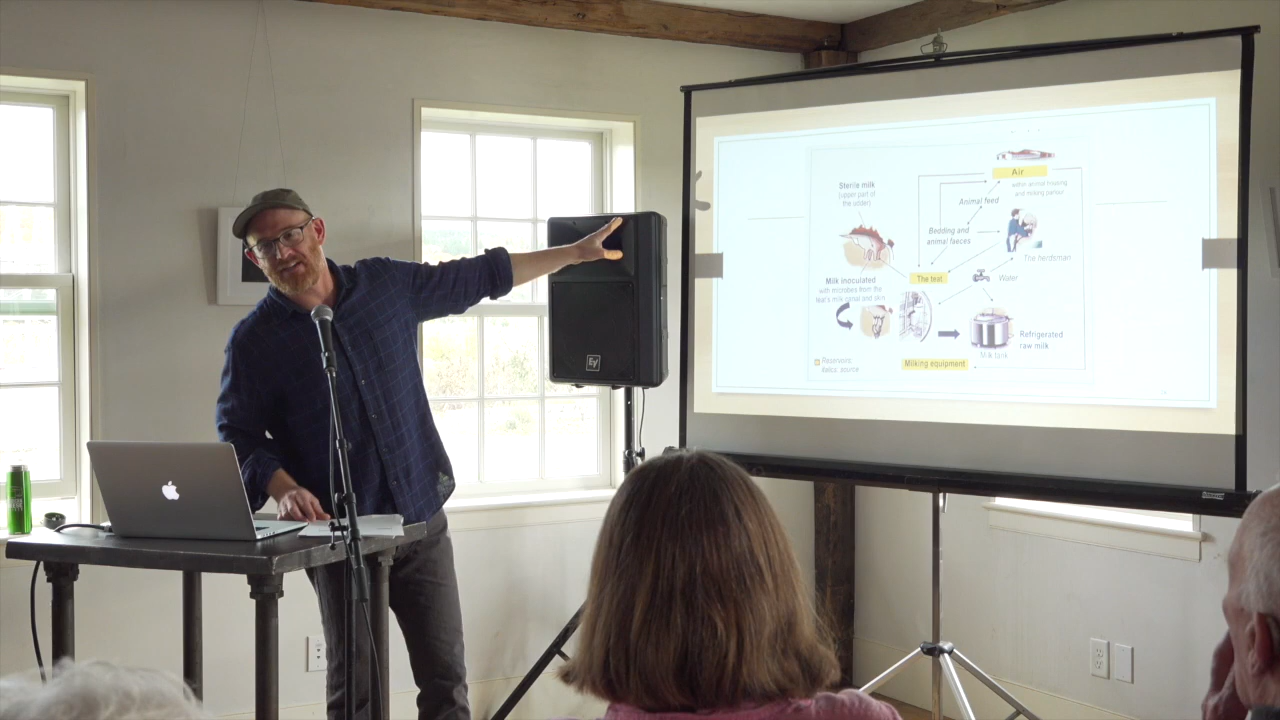 Air
within animal housing
and milking parlour
Sterile milk
(upper part of
the udder)
Animal feed
Bedding and
animal faeces
The herdsman
The teat
Water
Milk inoculated
with microbes from the
teat's milk canal and skin
Refrigerated
raw milk
Milk tank
Reservoirs:
italics: source
Milking equipment
EV